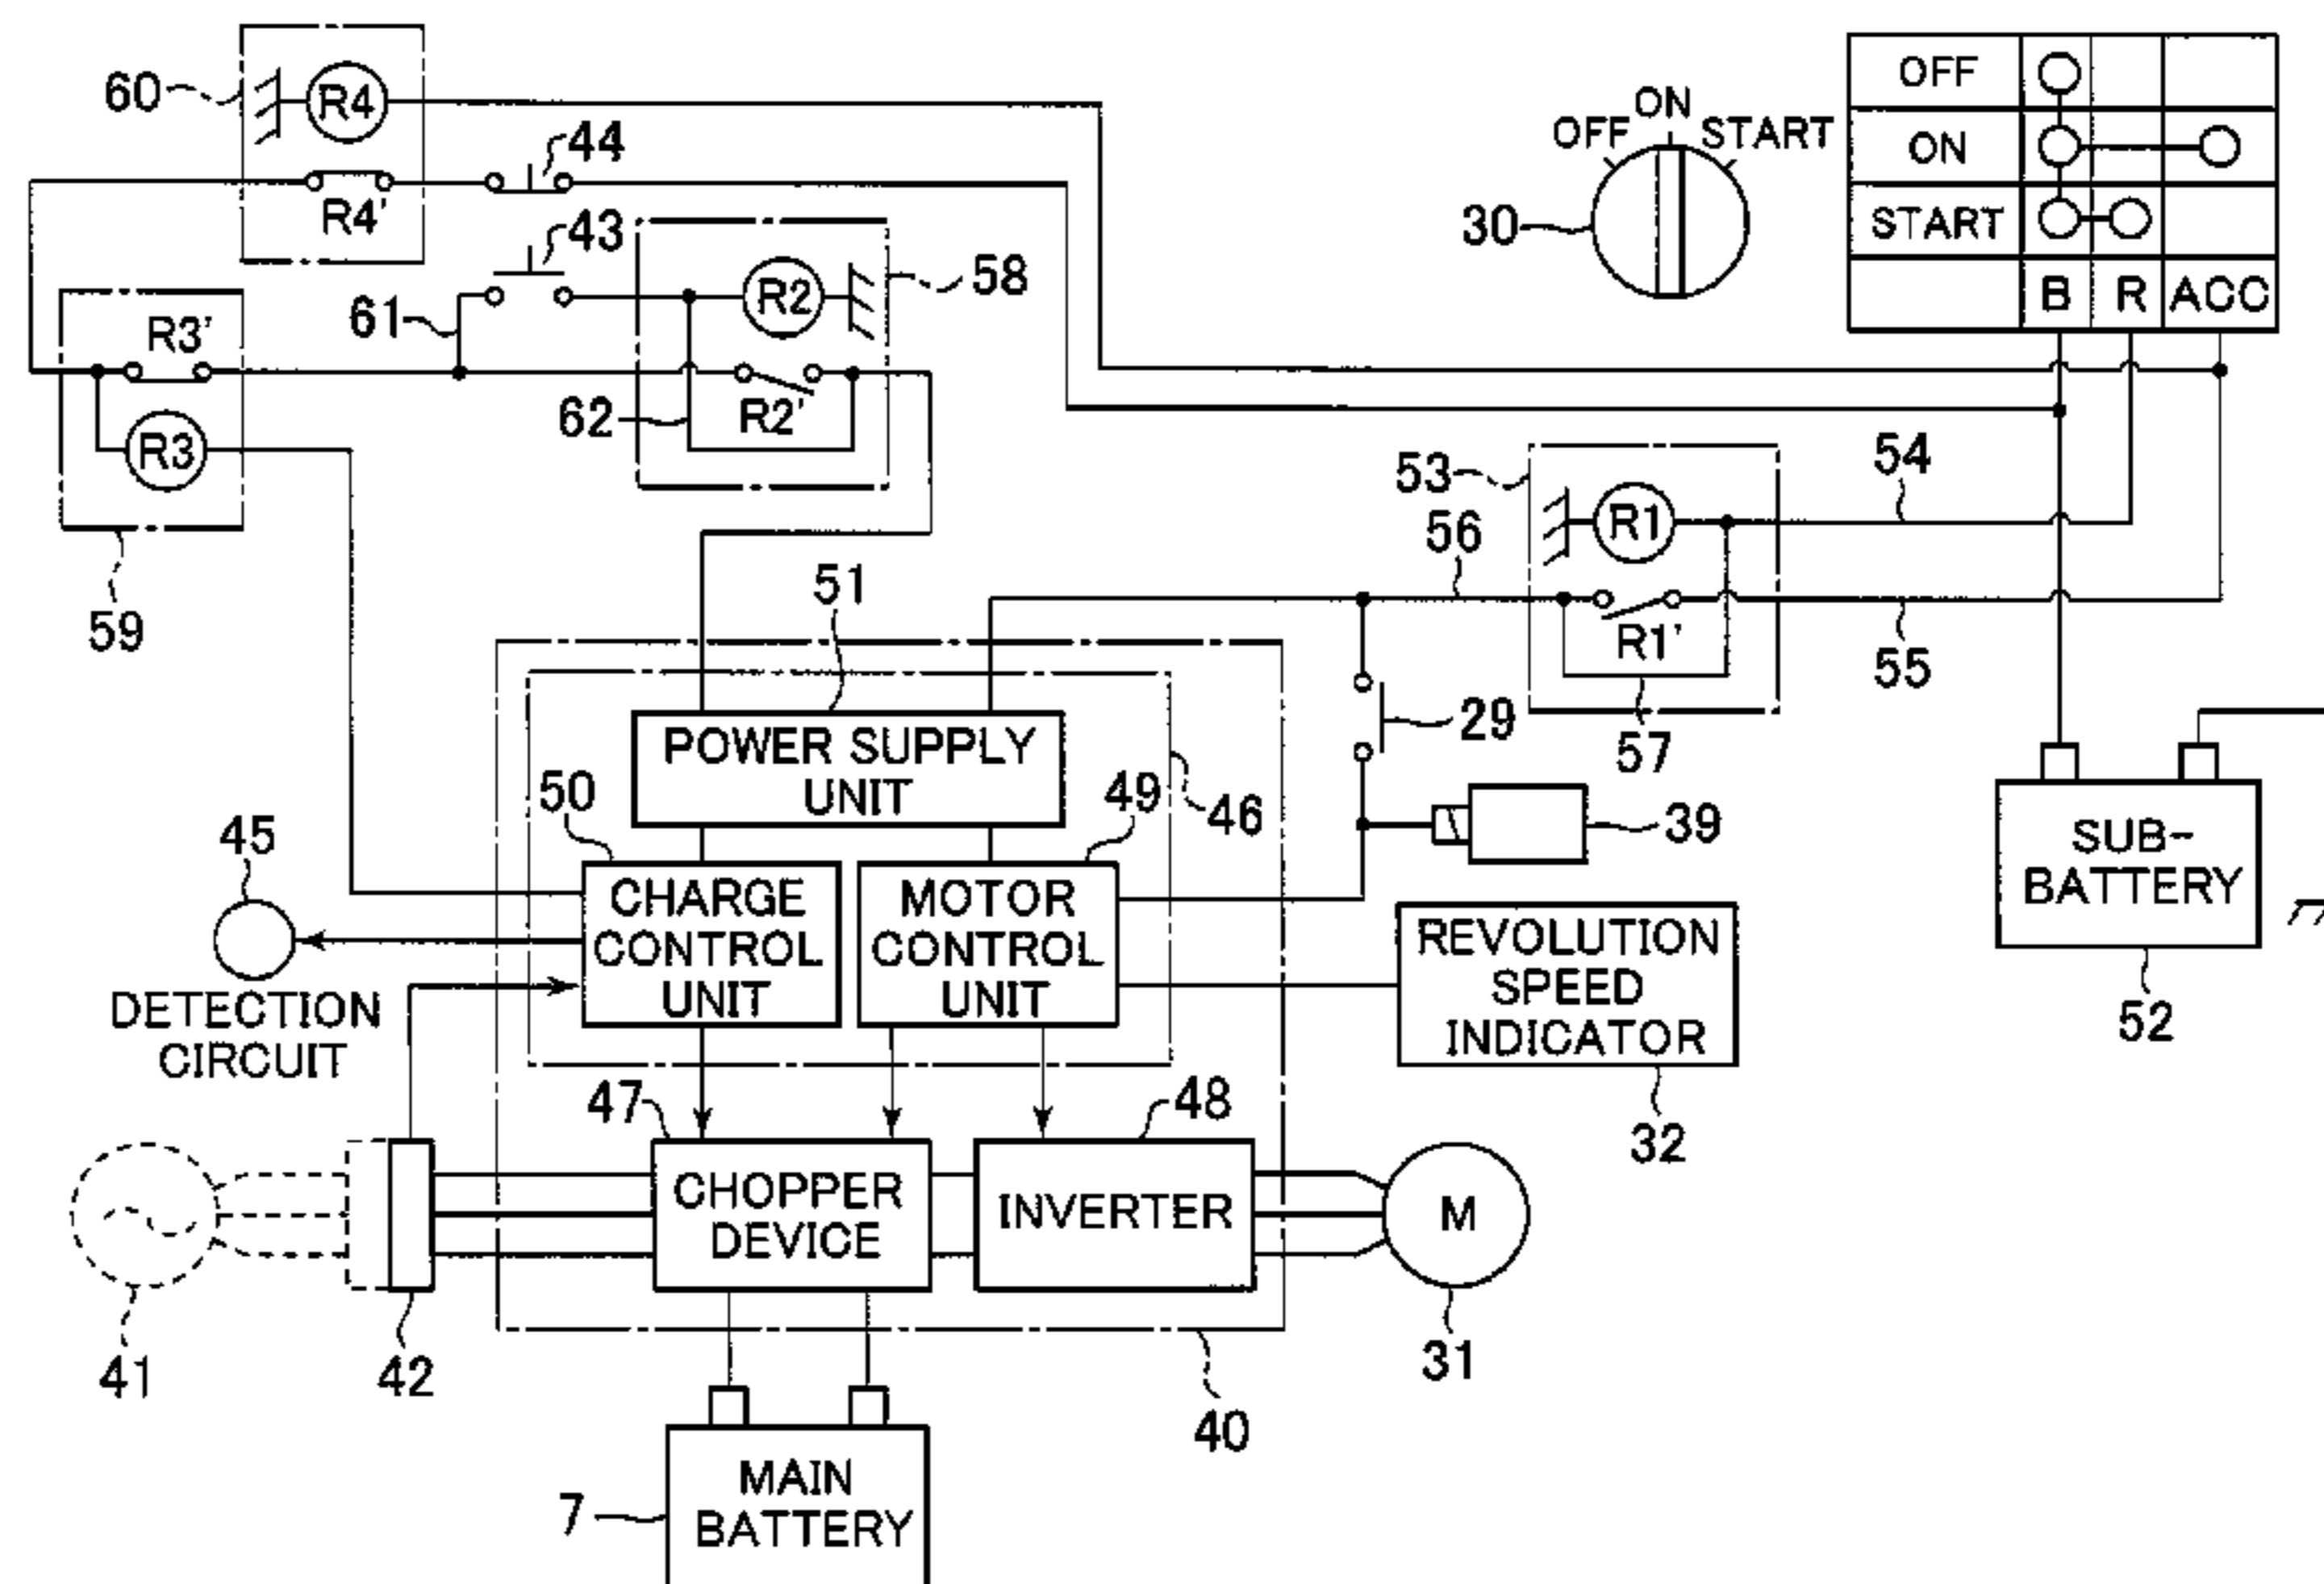 60
R4
R4'
44
43
61
R3'
R3
59
R2
R2'
62
58
OFF
ON
START
30
OFF
ON
START
B
R
ACC
53
R1
R1'
54
55
56
57
51
POWER SUPPLY
UNIT
50
49
46
29
39
45
DETECTION
CIRCUIT
CHARGE
CONTROL
UNIT
MOTOR
CONTROL
UNIT
REVOLUTION
SPEED
INDICATOR
32
SUB-
BATTERY
52
47
48
CHOPPER
DEVICE
INVERTER
M
31
41
42
40
MAIN
BATTERY
7